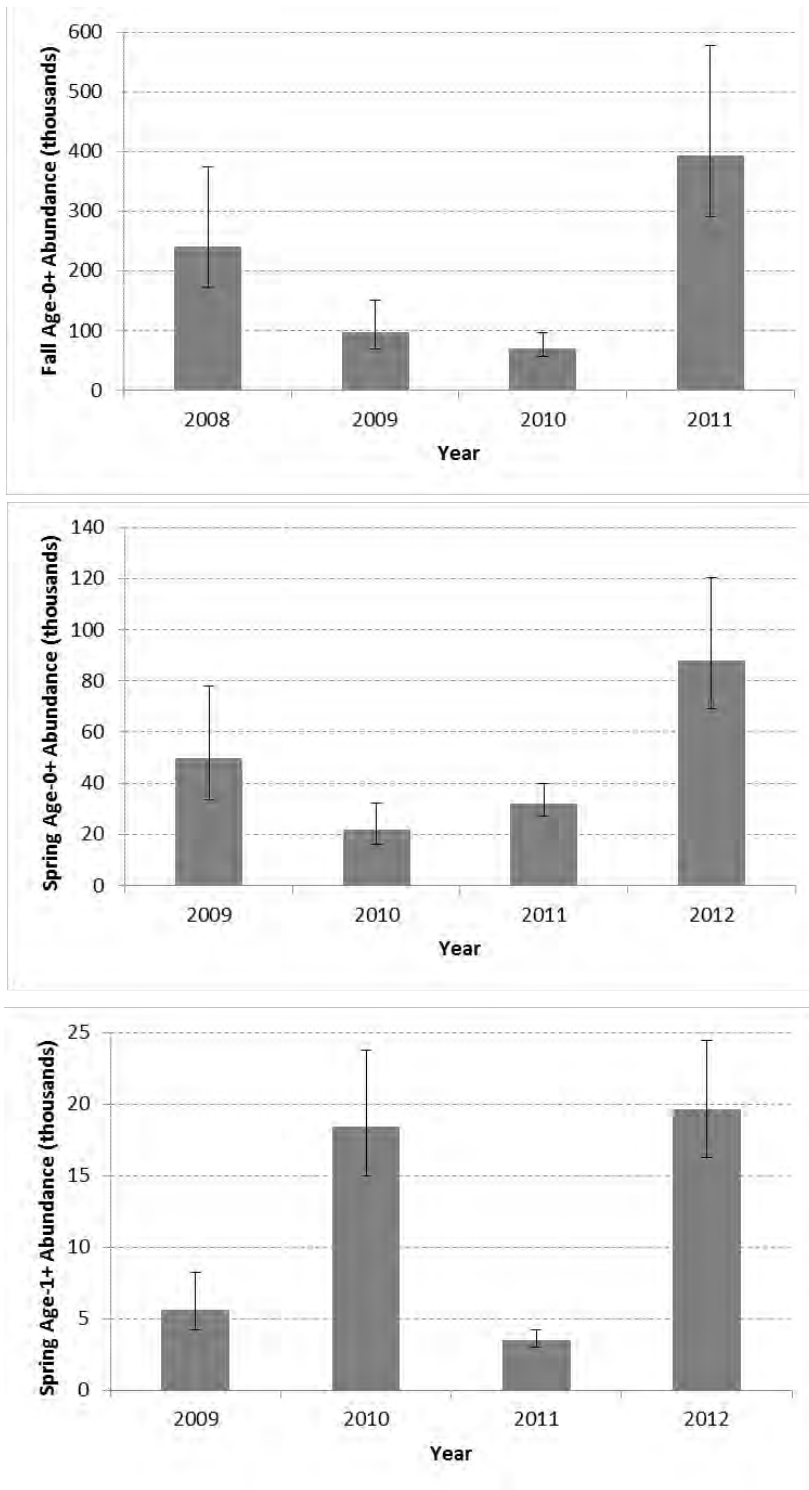 Fall Age-0+ Abundance (thousands)
600
500
400
300
200
100
0
2008 2009 2010 2011
Year
Spring Age-0+ Abundance (thousands)
140
120
100
80
60
40
20
0
2009 2010 2011 2012
Year
Spring Age-1+ Abundance (thousands)
25
20
15
10
5
0
2009 2010 2011 2012
Year